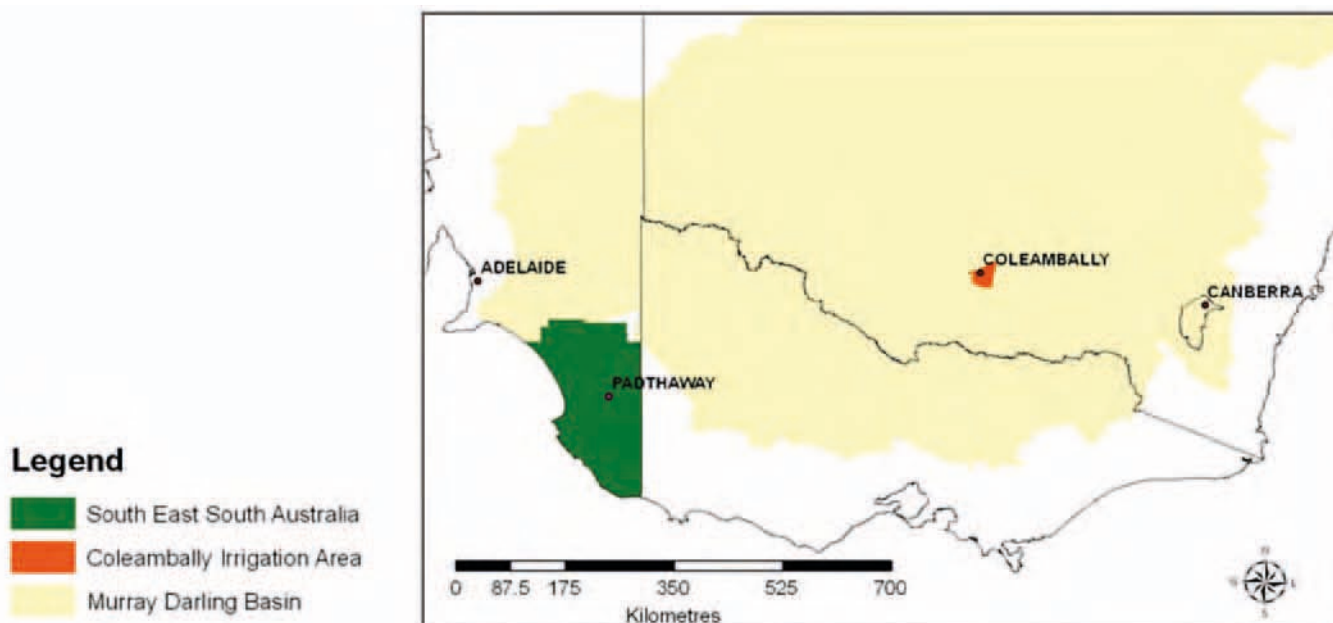 ADELAIDE
COLEAMBALLY
CANBERRA
PADTHAWAY
Legend
South East South Australia
Coleambally Irrigation Area
Murray Darling Basin
0 87.5 175 350 525 700
Kilometres
N
S